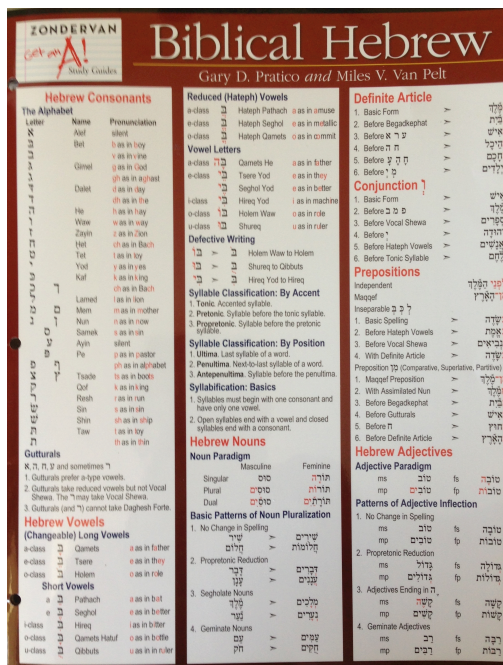 ZONDERVAN
Get an A!
Study Guides
Biblical Hebrew
Gary D. Pratico and Miles V. Van Pelt
Hebrew Consonants
The Alphabet
Letter Name Pronunciation
א Alef silent
בּ Bet b as in boy
ב v as in vine
גּ Gimel g as in God
ג gh as in aghast
דּ Dalet d as in day
ד dh as in the
ה He h as in hay
ו Waw w as in way
ז Zayin z as in Zion
ח Ḥet ch as in Bach
ט Tet t as in toy
י Yod y as in yes
כּ Kaf k as in king
כ ך ch as in Bach
ל Lamed l as in lion
מ ם Mem m as in mother
נ ן Nun n as in now
ס Samek s as in sin
ע Ayin silent
פּ Pe p as in pastor
פ ף ph as in alphabet
צ ץ Tsade ts as in boots
ק Qof k as in king
ר Resh r as in run
שׂ Sin s as in sin
שׁ Shin sh as in ship
תּ Taw t as in toy
ת th as in thin
Gutturals
א, ה, ח, ע and sometimes ר
1. Gutturals prefer a-type vowels.
2. Gutturals take reduced vowels but not Vocal
Shewa. The ר may take Vocal Shewa.
3. Gutturals (and ר) cannot take Daghesh Forte.
Hebrew Vowels
(Changeable) Long Vowels
a-class בָ Qamets a as in father
e-class בֵ Tsere e as in they
o-class בֹ Holem o as in role
Short Vowels
a בַ Pathach a as in bat
e בֶ Seghol e as in better
i-class בִ Hireq i as in bitter
o-class בָ Qamets Hatuf o as in bottle
u-class בֻ Qibbuts u as in ruler
Reduced (Hateph) Vowels
a-class Hateph Pathach a as in amuse
e-class Hateph Seghol e as in metallic
o-class Hateph Qamets o as in commit
Vowel Letters
a-class בָה Qamets He a as in father
e-class בֵי Tsere Yod e as in they
בֶי Seghol Yod e as in better
i-class בִי Hireq Yod i as in machine
o-class בוֹ Holem Waw o as in role
u-class בוּ Shureq u as in ruler
Defective Writing
Holem Waw to Holem
Shureq to Qibbuts
Hireq Yod to Hireq
Syllable Classification: By Accent
1. Tonic. Accented syllable.
2. Pretonic. Syllable before the tonic syllable.
3. Propretonic. Syllable before the pretonic
syllable.
Syllable Classification: By Position
1. Ultima. Last syllable of a word.
2. Penultima. Next-to-last syllable of a word.
3. Antepenultima. Syllable before the penultima.
Syllabification: Basics
1. Syllables must begin with one consonant and
have only one vowel.
2. Open syllables end with a vowel and closed
syllables end with a consonant.
Hebrew Nouns
Noun Paradigm
Masculine Feminine
Singular סוּס תּוֹרָה
Plural סוּסִים תּוֹרוֹת
Dual סוּסַיִם תּוֹרָתַיִם
Basic Patterns of Noun Pluralization
1. No Change in Spelling
שִׁיר ➣ שִׁירִים
חֲלוֹם ➣ חֲלוֹמוֹת
2. Propretonic Reduction
דָּבָר ➣ דְּבָרִים
עָנָן ➣ עֲנָנִים
3. Segholate Nouns
מֶלֶךְ ➣ מְלָכִים
נַעַר ➣ נְעָרִים
4. Geminate Nouns
עַם ➣ עַמִּים
חֹק ➣ חֻקִּים
Definite Article
1. Basic Form ➣
2. Before Begadkephat ➣
3. Before א ר ע ➣
4. Before ח ה ➣
5. Before
6. Before
Conjunction וְ
1. Basic Form ➣
2. Before ב מ פ ➣
3. Before Vocal Shewa ➣
4. Before יְ ➣
5. Before Hateph Vowels ➣
6. Before Tonic Syllable ➣
Prepositions
Independent
Maqqef
Inseparable
1. Basic Spelling ➣
2. Before Hateph Vowels ➣
3. Before Vocal Shewa ➣
4. With Definite Article ➣
Preposition מִן (Comparative, Superlative, Partitive)
1. Maqqef Preposition ➣
2. With Assimilated Nun ➣
3. Before Begadkephat ➣
4. Before Gutturals ➣
5. Before ח ➣
6. Before Definite Article ➣
Hebrew Adjectives
Adjective Paradigm
ms טוֹב fs טוֹבָה
mp טוֹבִים fp טוֹבוֹת
Patterns of Adjective Inflection
1. No Change in Spelling
ms טוֹב fs טוֹבָה
mp טוֹבִים fp טוֹבוֹת
2. Propretonic Reduction
ms גָּדוֹל fs גְּדוֹלָה
mp גְּדוֹלִים fp גְּדוֹלוֹת
3. Adjectives Ending in ה
ms קָשֶׁה fs קָשָׁה
mp קָשִׁים fp קָשׁוֹת
4. Geminate Adjectives
ms רַב fs רַבָּה
mp רַבִּים fp רַבּוֹת